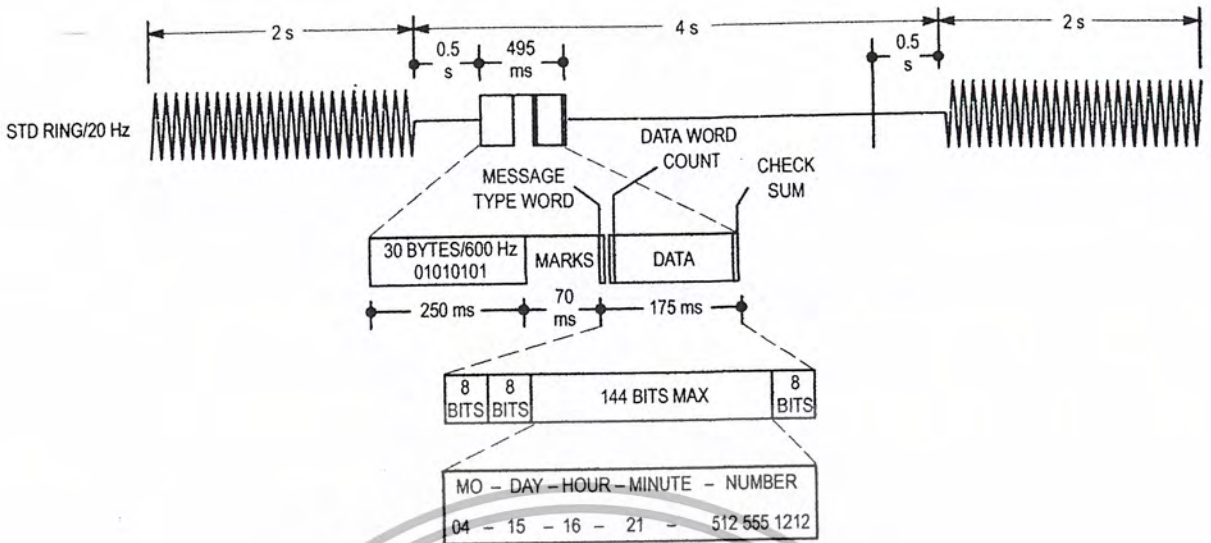 2 s
4 s
2 s
0.5
s
495
ms
0.5
s
STD RING/20 Hz
DATA WORD
COUNT
MESSAGE
TYPE WORD
CHECK
SUM
30 BYTES/600 Hz
01010101
MARKS
DATA
250 ms
70
ms
175 ms
8
BITS
8
BITS
144 BITS MAX
8
BITS
MO – DAY – HOUR – MINUTE – NUMBER
04 – 15 – 16 – 21 – 512 555 1212